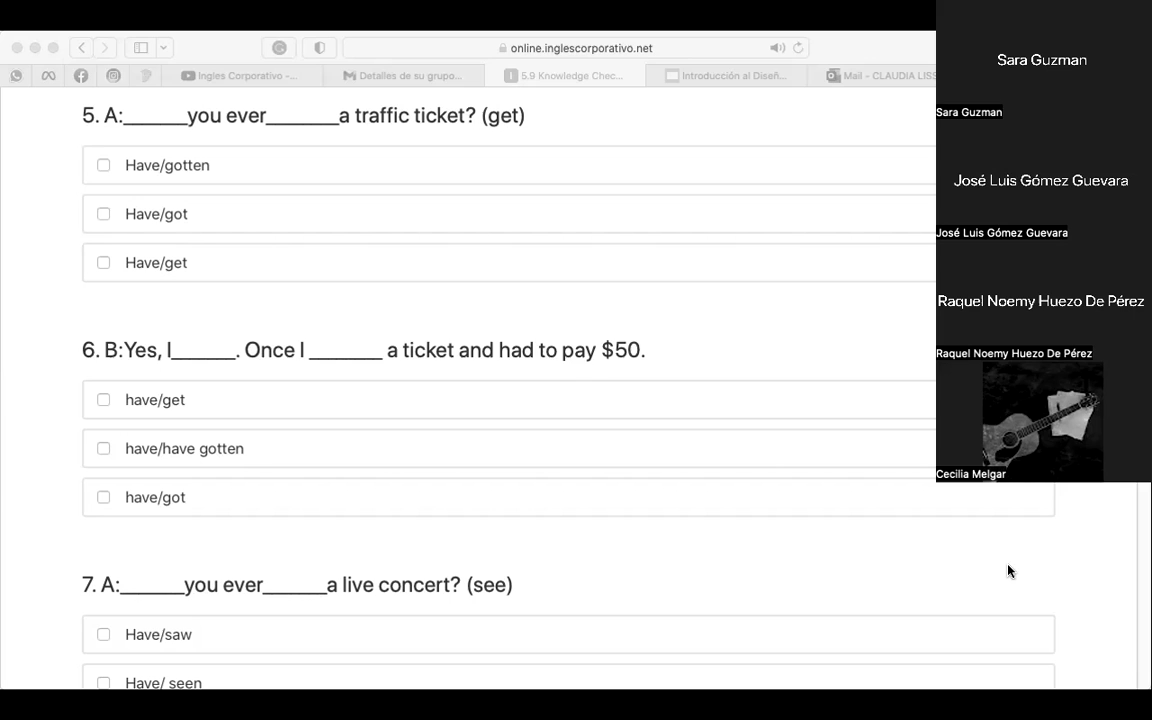 online.inglescorporativo.net
Ingles Corporativo –...
Detalles de su grupo...
5.9 Knowledge Chec...
Introducción al Diseñ...
Mail - CLAUDIA LISS
5. A:______you ever_______a traffic ticket? (get)
Have/gotten
Have/got
Have/get
6. B:Yes, I______. Once I _______ a ticket and had to pay $50.
have/get
have/have gotten
have/got
7. A:______you ever______a live concert? (see)
Have/saw
Have/ seen
Sara Guzman
Sara Guzman
José Luis Gómez Guevara
José Luis Gómez Guevara
Raquel Noemy Huezo De Pérez
Raquel Noemy Huezo De Pérez
Cecilia Melgar